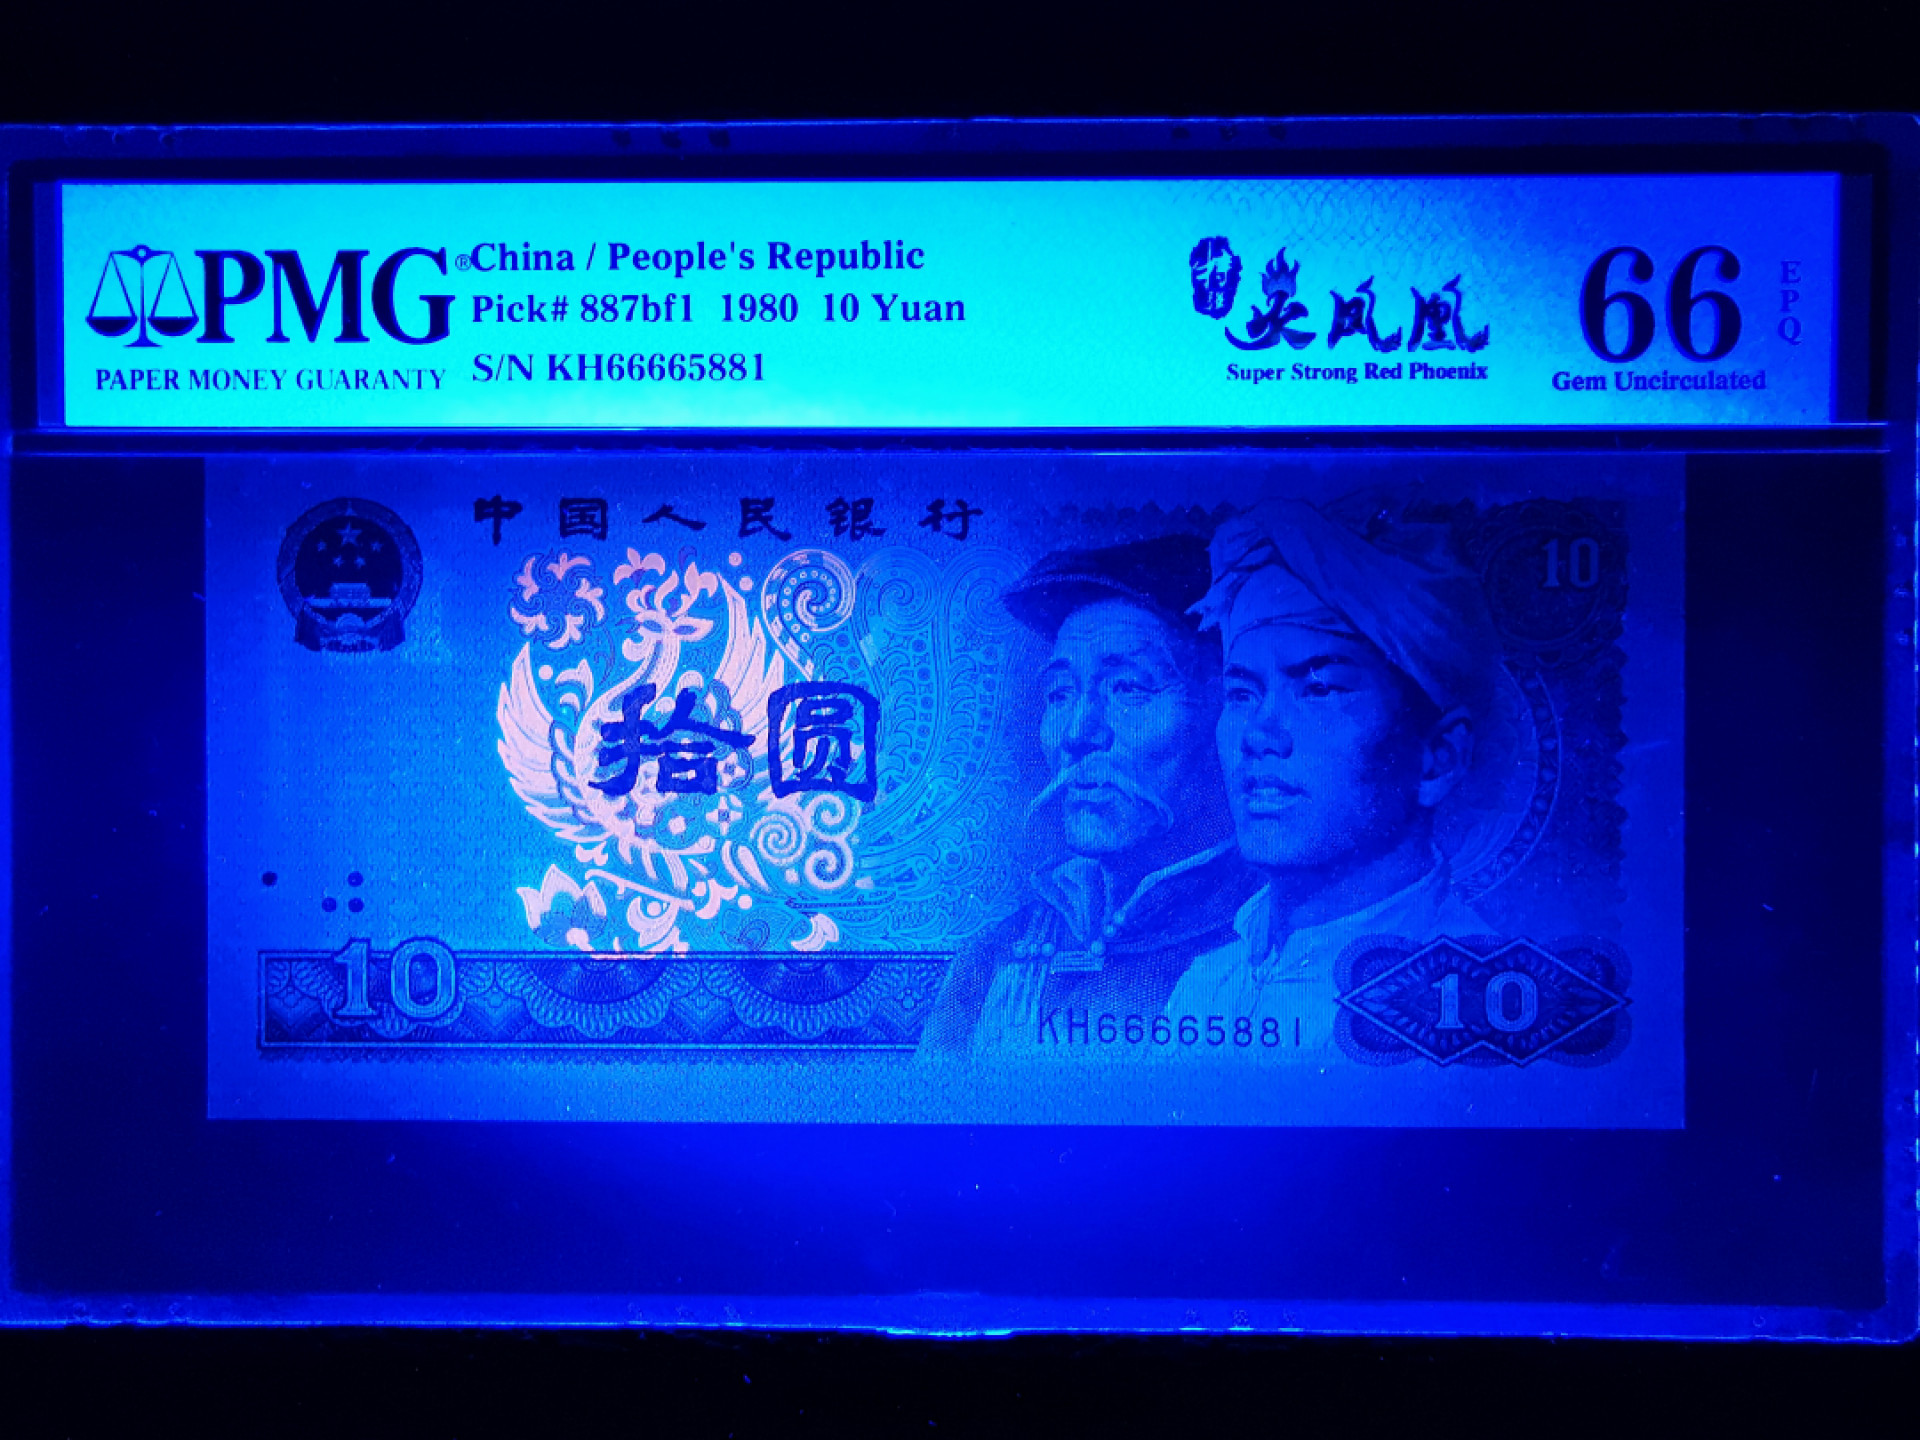 PMG®
PAPER MONEY GUARANTY
China / People's Republic
Pick# 887bf1 1980 10 Yuan
S/N KH66665881
火凤凰
Super Strong Red Phoenix
66
EPQ
Gem Uncirculated
中国人民银行
10
拾圆
10
KH66665881
10